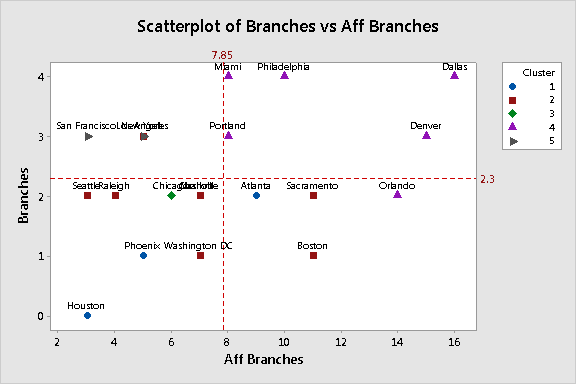 Scatterplot of Branches vs Aff Branches
7.85
Miami Philadelphia Dallas
4
San Francisco
Portland Denver
3
2.3
Seattle Raleigh Atlanta Sacramento Orlando
2
Phoenix Washington DC Boston
1
Houston
0
Branches
2 4 6 8 10 12 14 16
Aff Branches
Cluster
1
2
3
4
5